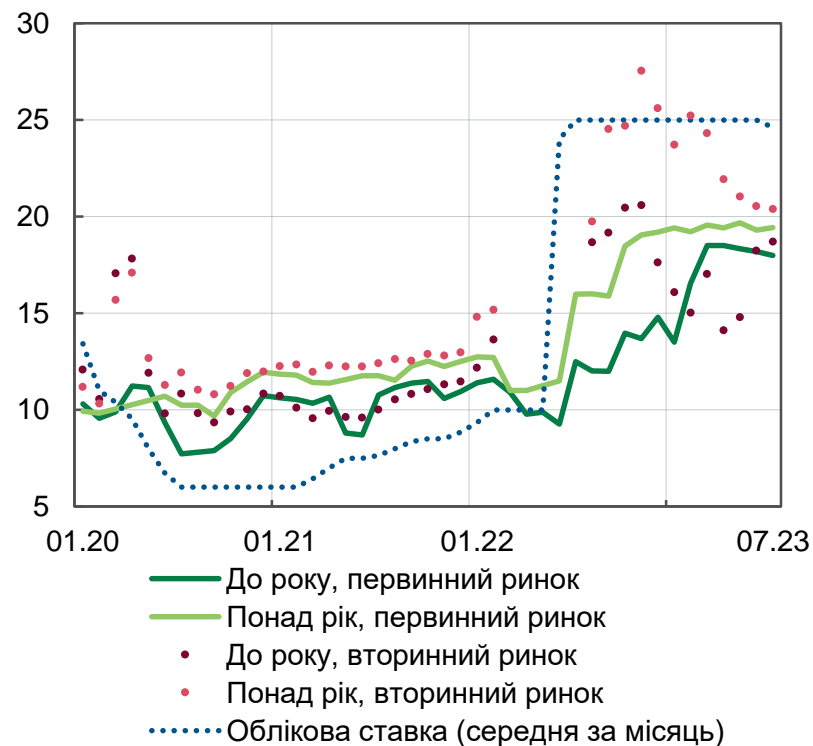 30
25
20
15
10
5
01.20 01.21 01.22 07.23
До року, первинний ринок
Понад рік, первинний ринок
До року, вторинний ринок
Понад рік, вторинний ринок
Облікова ставка (середня за місяць)